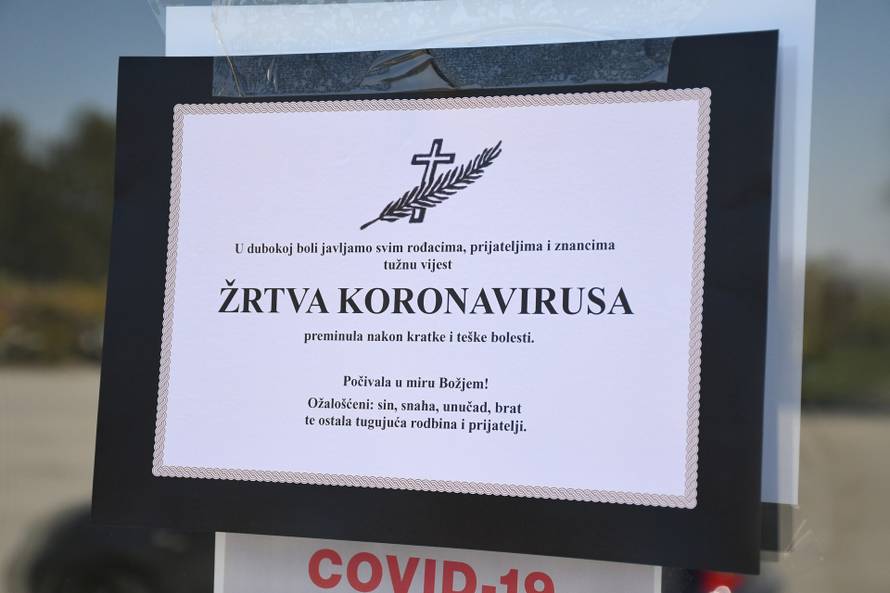 U dubokoj boli javljamo svim rođacima, prijateljima i znancima
tužnu vijest
ŽRTVA KORONAVIRUSA
preminula nakon kratke i teške bolesti.
Počivala u miru Božjem!
Ožalošćeni: sin, snaha, unučad, brat
te ostala tugujuća rodbina i prijatelji.
COVID-19